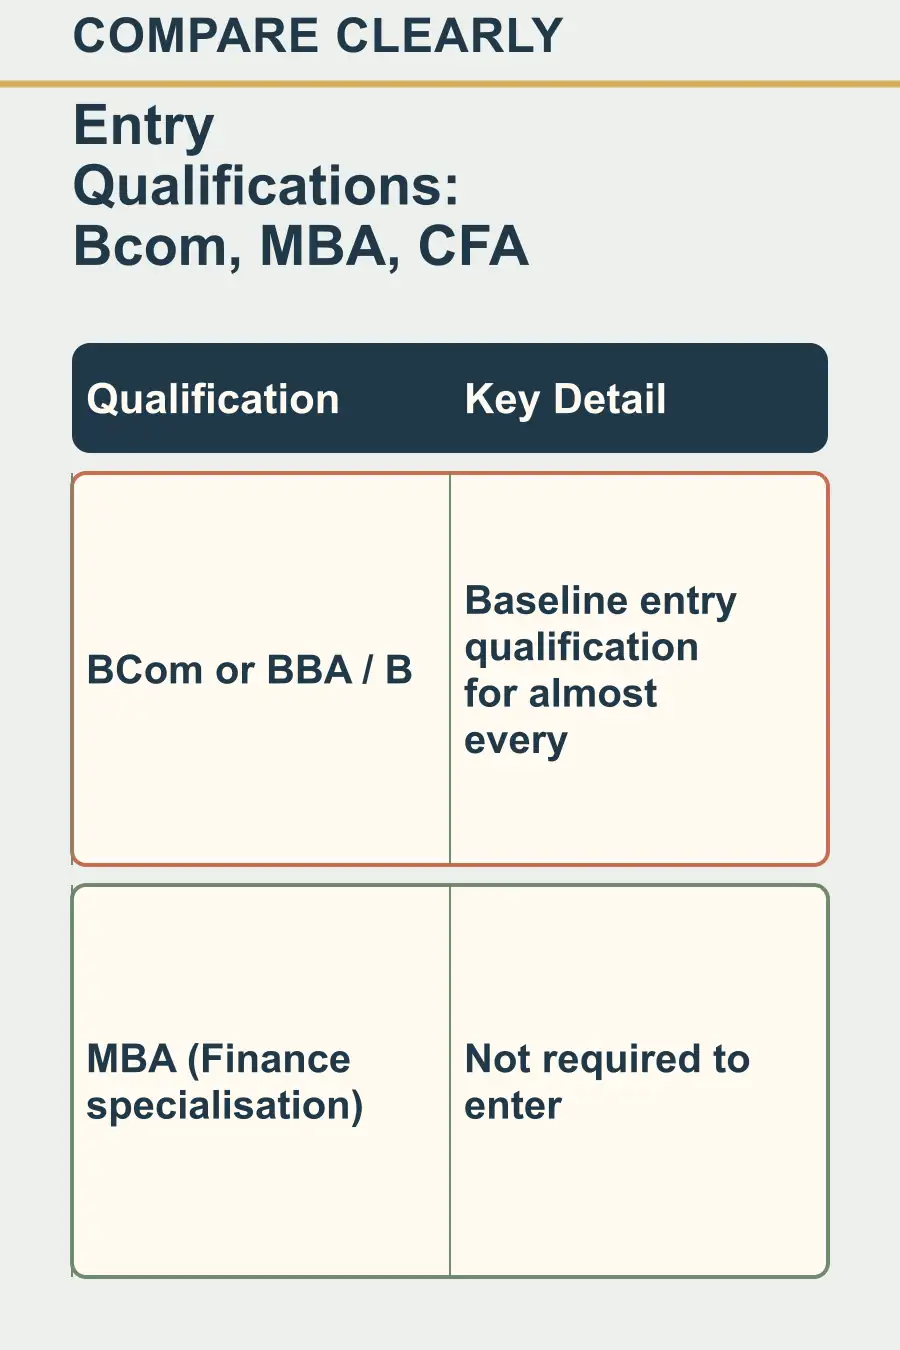 COMPARE CLEARLY
Entry
Qualifications:
Bcom, MBA, CFA
Qualification
Key Detail
BCom or BBA / B
Baseline entry
qualification
for almost
every
MBA (Finance
specialisation)
Not required to
enter